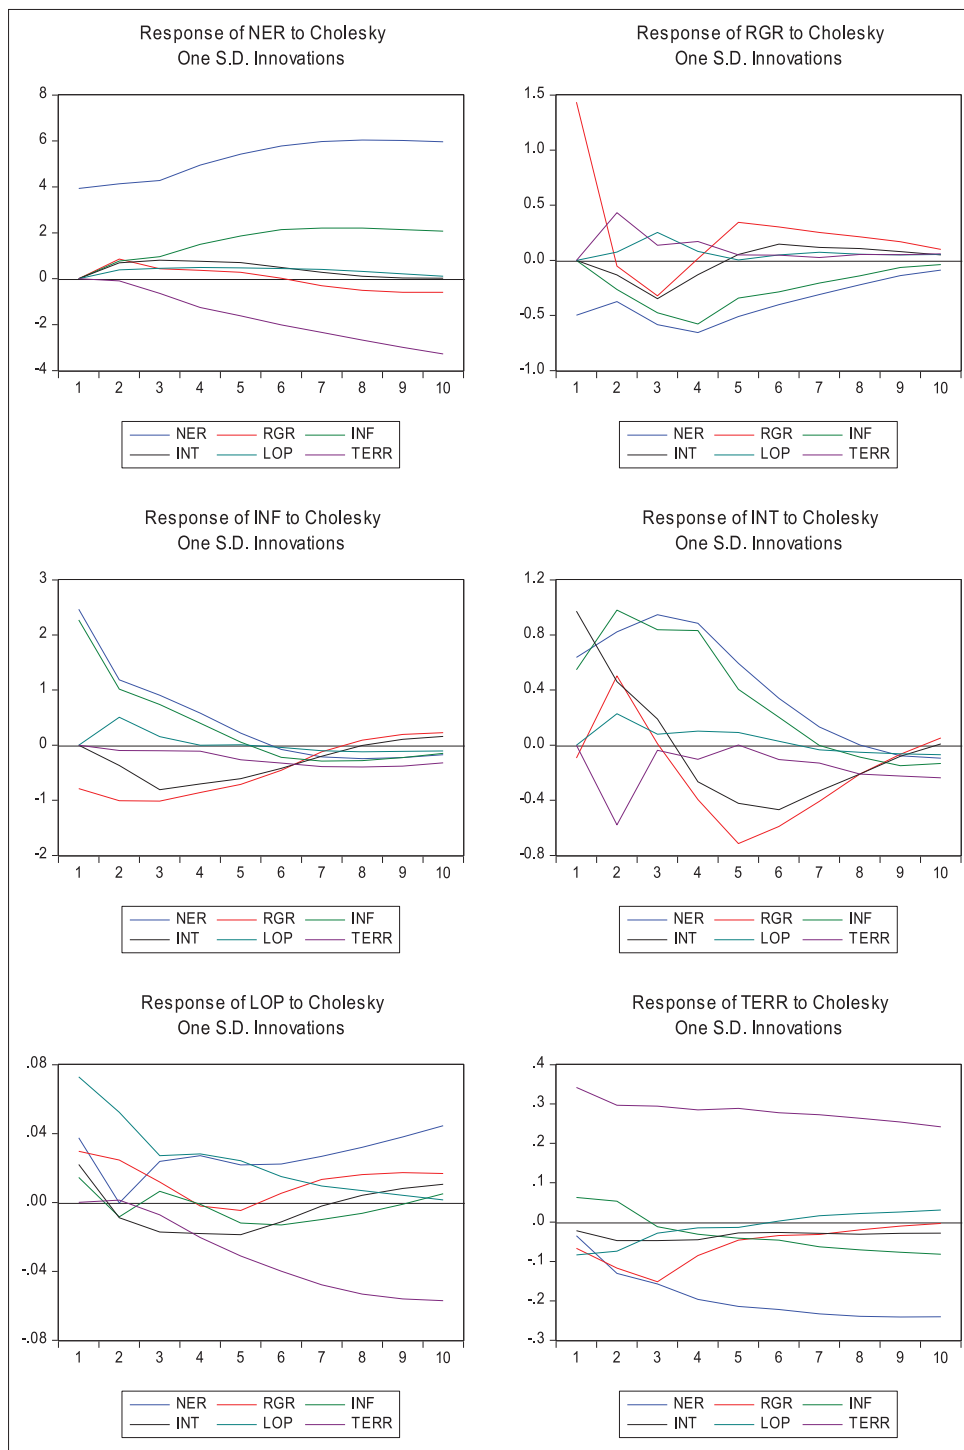 Response of NER to Cholesky
One S.D. Innovations
8
6
4
2
0
-2
-4
1 2 3 4 5 6 7 8 9 10
NER RGR INF
INT LOP TERR
Response of RGR to Cholesky
One S.D. Innovations
1.5
1.0
0.5
0.0
-0.5
-1.0
1 2 3 4 5 6 7 8 9 10
NER RGR INF
INT LOP TERR
Response of INF to Cholesky
One S.D. Innovations
3
2
1
0
-1
-2
1 2 3 4 5 6 7 8 9 10
NER RGR INF
INT LOP TERR
Response of INT to Cholesky
One S.D. Innovations
1.2
0.8
0.4
0.0
-0.4
-0.8
1 2 3 4 5 6 7 8 9 10
NER RGR INF
INT LOP TERR
Response of LOP to Cholesky
One S.D. Innovations
.08
.04
.00
-.04
-.08
1 2 3 4 5 6 7 8 9 10
NER RGR INF
INT LOP TERR
Response of TERR to Cholesky
One S.D. Innovations
.4
.3
.2
.1
.0
-.1
-.2
-.3
1 2 3 4 5 6 7 8 9 10
NER RGR INF
INT LOP TERR